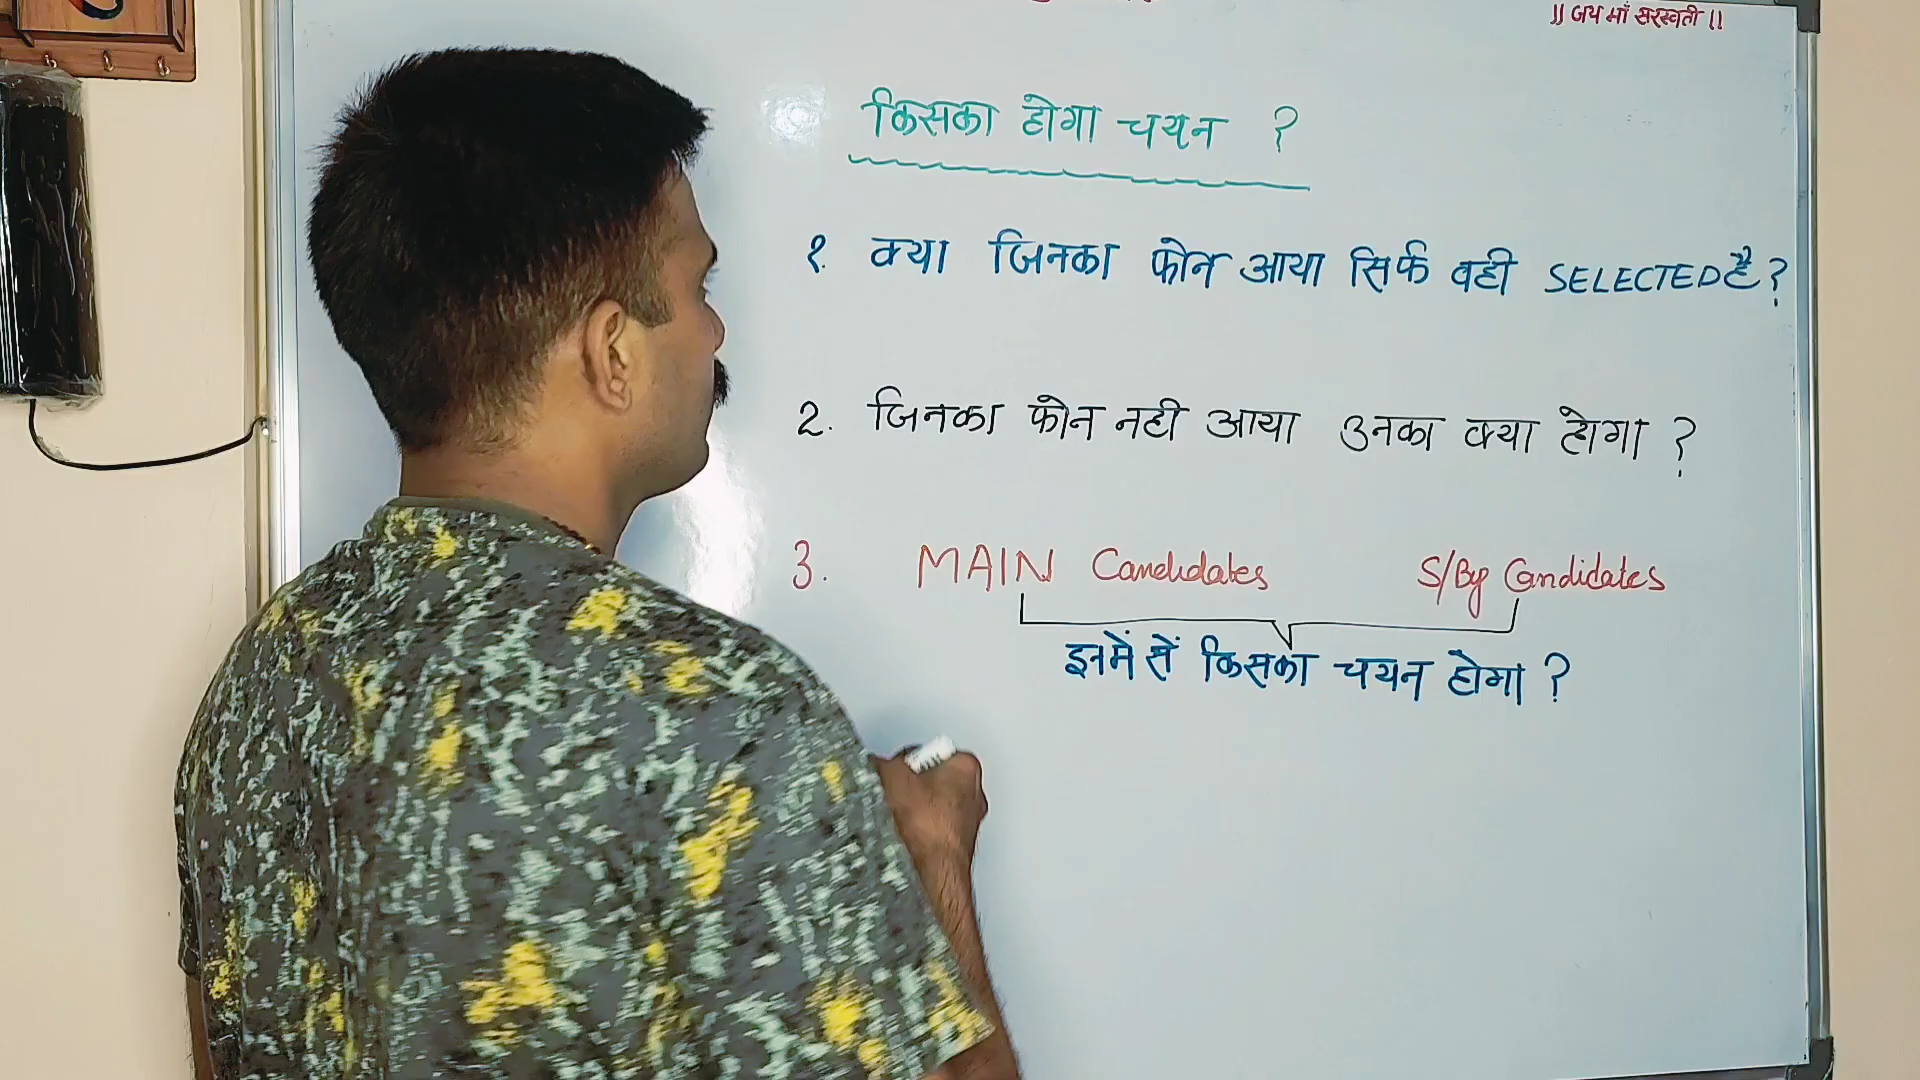 ॥ जय माँ सरस्वती ॥
किसका होगा चयन ?
१. क्या जिनका फोन आया सिर्फ वही SELECTED है ?
2. जिनका फोन नही आया उनका क्या होगा ?
3. MAIN Candidates S/By Candidates
इनमें सें किसका चयन होगा ?